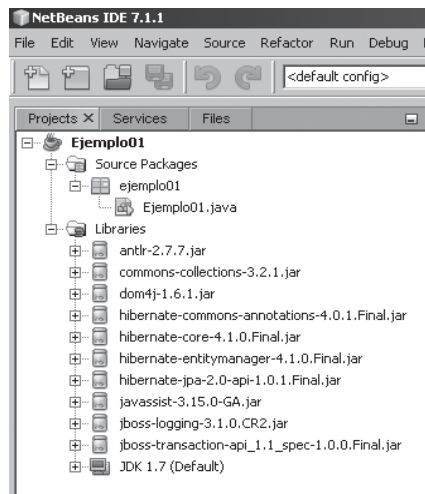 NetBeans IDE 7.1.1
File Edit View Navigate Source Refactor Run Debug
<default config>
Projects Services Files
Ejemplo01
Source Packages
ejemplo01
Ejemplo01.java
Libraries
antlr-2.7.7.jar
commons-collections-3.2.1.jar
dom4j-1.6.1.jar
hibernate-commons-annotations-4.0.1.Final.jar
hibernate-core-4.1.0.Final.jar
hibernate-entitymanager-4.1.0.Final.jar
hibernate-jpa-2.0-api-1.0.1.Final.jar
javassist-3.15.0-GA.jar
jboss-logging-3.1.0.CR2.jar
jboss-transaction-api_1.1_spec-1.0.0.Final.jar
JDK 1.7 (Default)